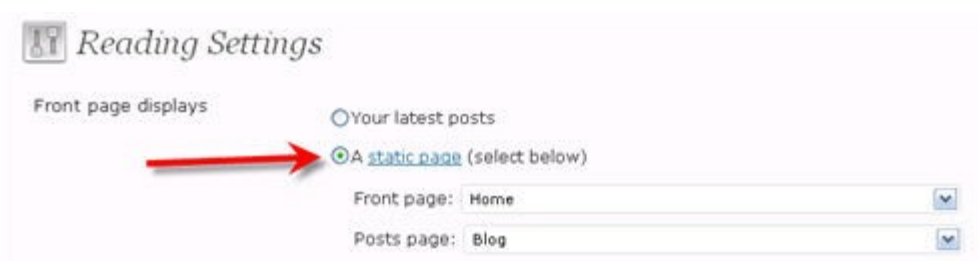 Reading Settings
Front page displays
Your latest posts
A static page (select below)
Front page: Home
Posts page: Blog